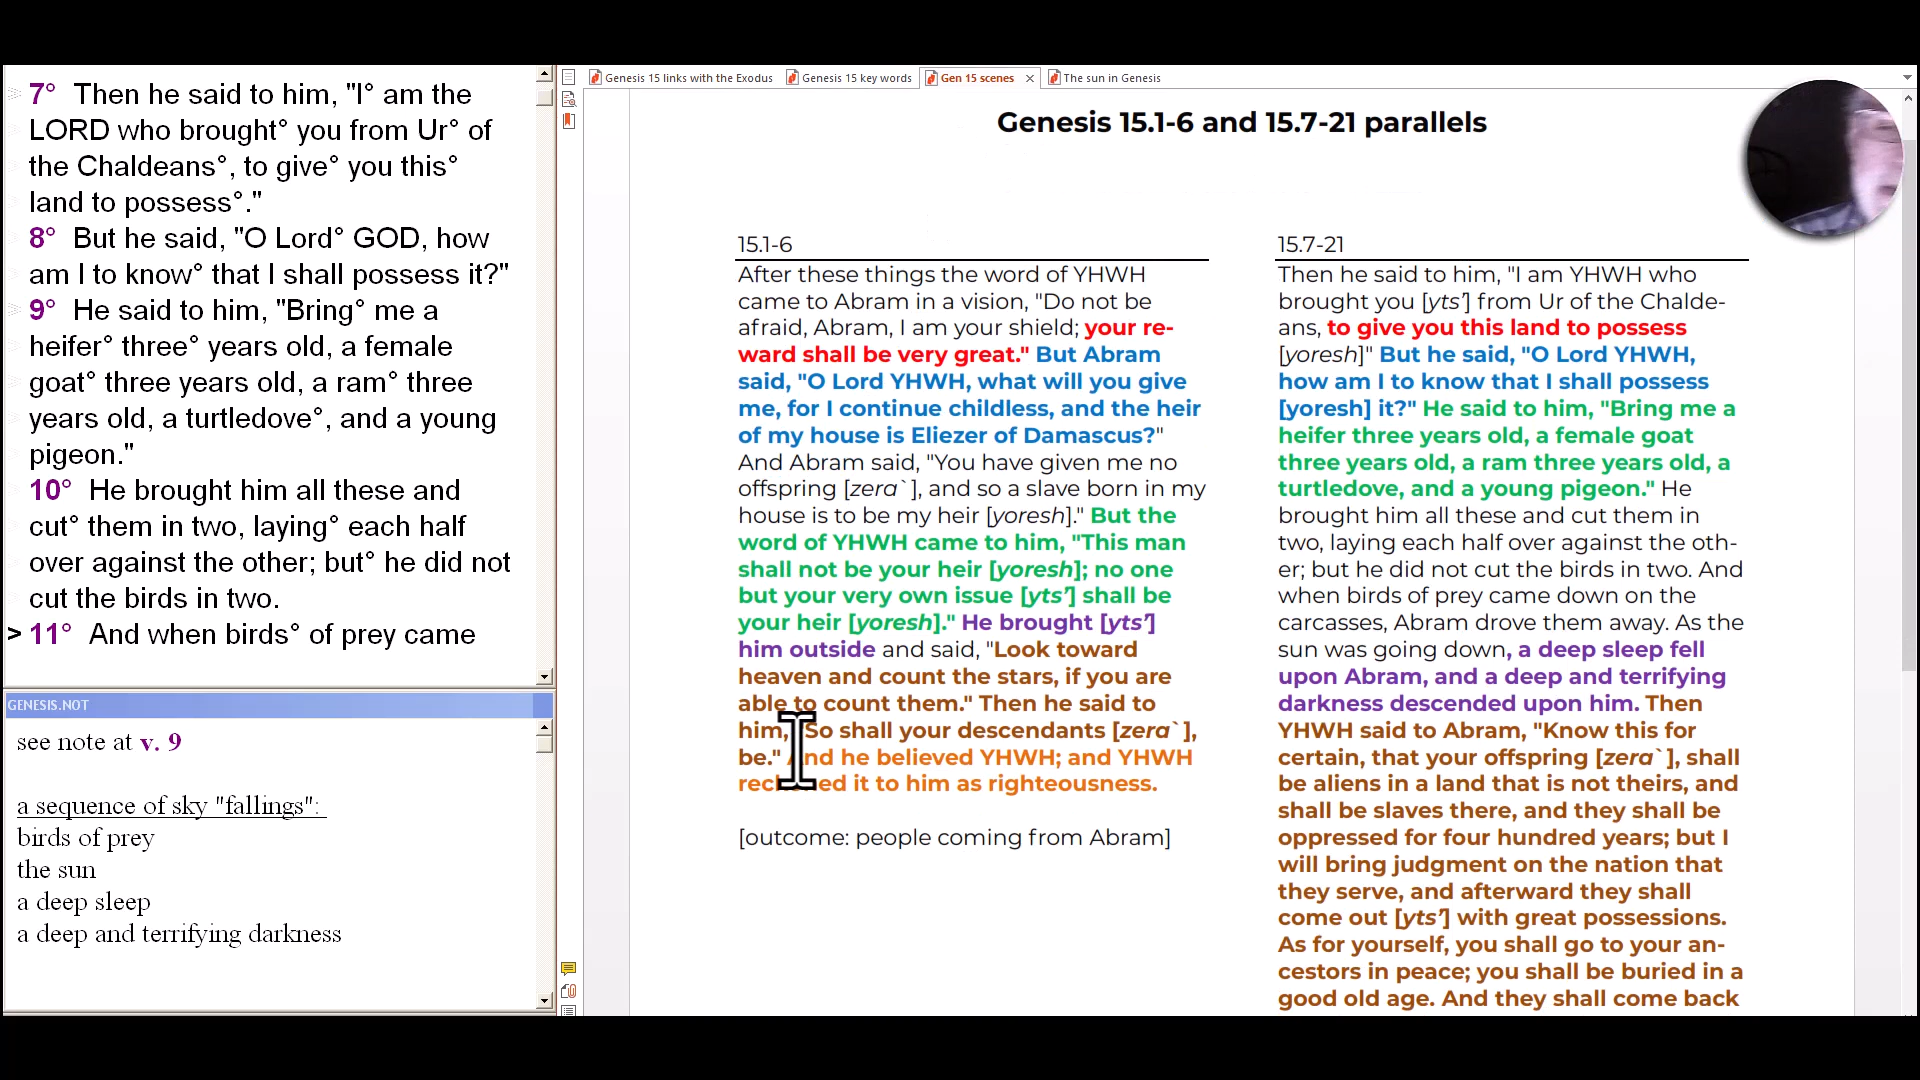 7° Then he said to him, "I° am the
LORD who brought° you from Ur° of
the Chaldeans°, to give° you this°
land to possess°."
8° But he said, "O Lord° GOD, how
am I to know° that I shall possess it?"
9° He said to him, "Bring° me a
heifer° three° years old, a female
goat° three years old, a ram° three
years old, a turtledove°, and a young
pigeon."
10° He brought him all these and
cut° them in two, laying° each half
over against the other; but° he did not
cut the birds in two.
> 11° And when birds° of prey came
GENESIS.NOT
see note at v. 9
a sequence of sky "fallings":
birds of prey
the sun
a deep sleep
a deep and terrifying darkness
Genesis 15 links with the Exodus
Genesis 15 key words
Gen 15 scenes
The sun in Genesis
Genesis 15.1-6 and 15.7-21 parallels
15.1-6
After these things the word of YHWH
came to Abram in a vision, "Do not be
afraid, Abram, I am your shield; your re-
ward shall be very great." But Abram
said, "O Lord YHWH, what will you give
me, for I continue childless, and the heir
of my house is Eliezer of Damascus?"
And Abram said, "You have given me no
offspring [zera`], and so a slave born in my
house is to be my heir [yoresh]." But the
word of YHWH came to him, "This man
shall not be your heir [yoresh]; no one
but your very own issue [yts'] shall be
your heir [yoresh]." He brought [yts']
him outside and said, "Look toward
heaven and count the stars, if you are
able to count them." Then he said to
him, "So shall your descendants [zera`],
be." And he believed YHWH; and YHWH
reckoned it to him as righteousness.
[outcome: people coming from Abram]
15.7-21
Then he said to him, "I am YHWH who
brought you [yts'] from Ur of the Chalde-
ans, to give you this land to possess
[yoresh]" But he said, "O Lord YHWH,
how am I to know that I shall possess
[yoresh] it?" He said to him, "Bring me a
heifer three years old, a female goat
three years old, a ram three years old, a
turtledove, and a young pigeon." He
brought him all these and cut them in
two, laying each half over against the oth-
er; but he did not cut the birds in two. And
when birds of prey came down on the
carcasses, Abram drove them away. As the
sun was going down, a deep sleep fell
upon Abram, and a deep and terrifying
darkness descended upon him. Then
YHWH said to Abram, "Know this for
certain, that your offspring [zera`], shall
be aliens in a land that is not theirs, and
shall be slaves there, and they shall be
oppressed for four hundred years; but I
will bring judgment on the nation that
they serve, and afterward they shall
come out [yts'] with great possessions.
As for yourself, you shall go to your an-
cestors in peace; you shall be buried in a
good old age. And they shall come back